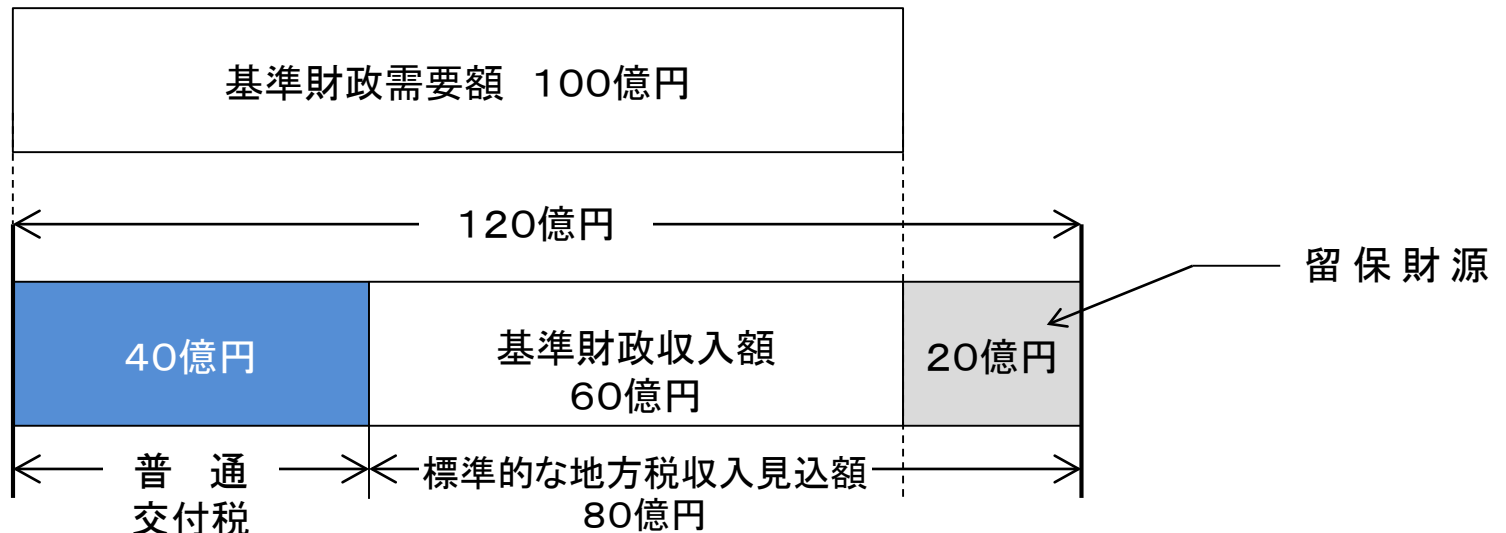 基準財政需要額　１００億円
１２０億円
留保財源
４０億円
基準財政収入額
６０億円
２０億円
普　通
交付税
標準的な地方税収入見込額
８０億円